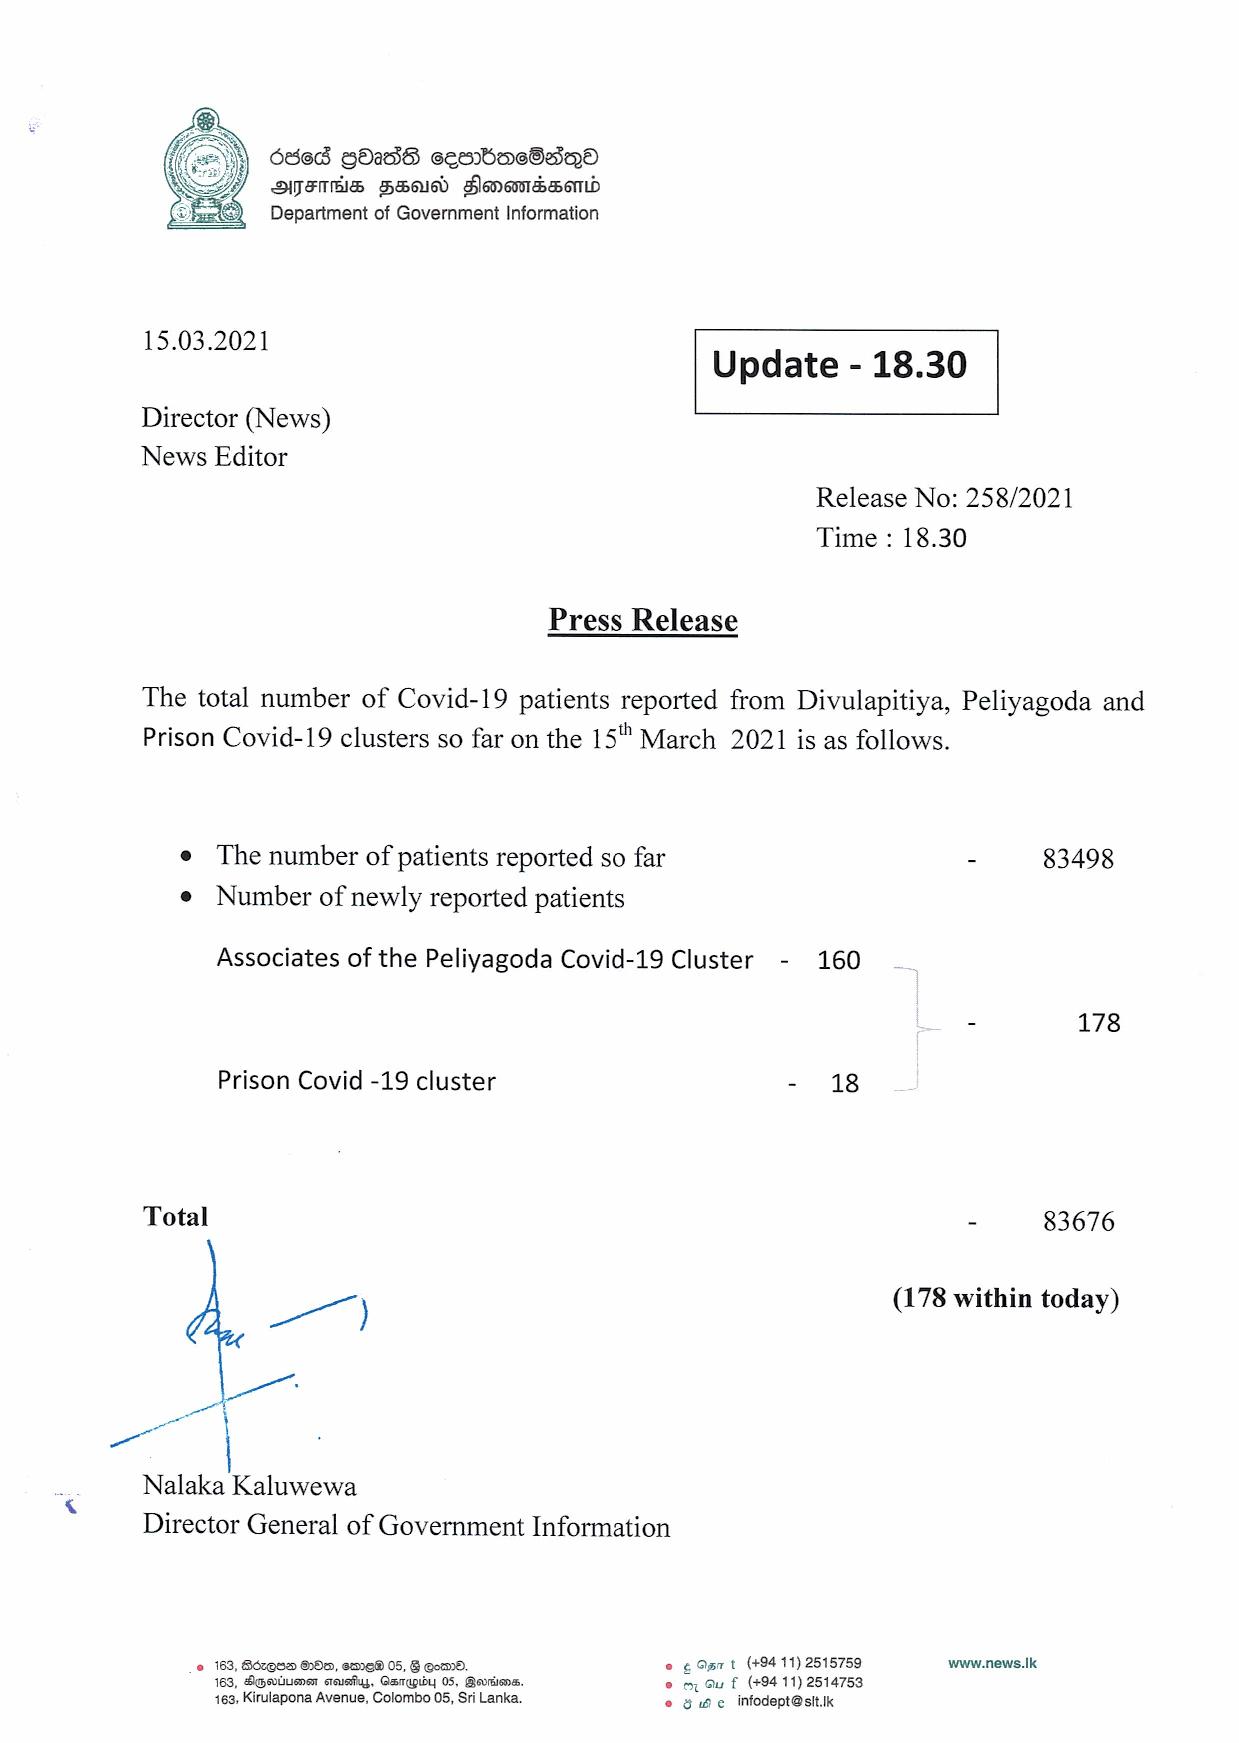 රජයේ ප්‍රවෘත්ති දෙපාර්තමේන්තුව
அரசாங்க தகவல் திணைக்களம்
Department of Government Information
15.03.2021
Update - 18.30
Director (News)
News Editor
Release No: 258/2021
Time : 18.30
Press Release
The total number of Covid-19 patients reported from Divulapitiya, Peliyagoda and
Prison Covid-19 clusters so far on the 15th March 2021 is as follows.
• The number of patients reported so far - 83498
• Number of newly reported patients
Associates of the Peliyagoda Covid-19 Cluster - 160
- 178
Prison Covid -19 cluster - 18
Total - 83676
(178 within today)
Nalaka Kaluwewa
Director General of Government Information
163, කිරුලපන මාවත, කොළඹ 05, ශ්‍රී ලංකාව.
163, கிருலப்பனை எவனியூ, கொழும்பு 05, இலங்கை.
163, Kirulapona Avenue, Colombo 05, Sri Lanka.
දු தொ t (+94 11) 2515759
ෆැ பெ f (+94 11) 2514753
ඊ மி e infodept@slt.lk
www.news.lk